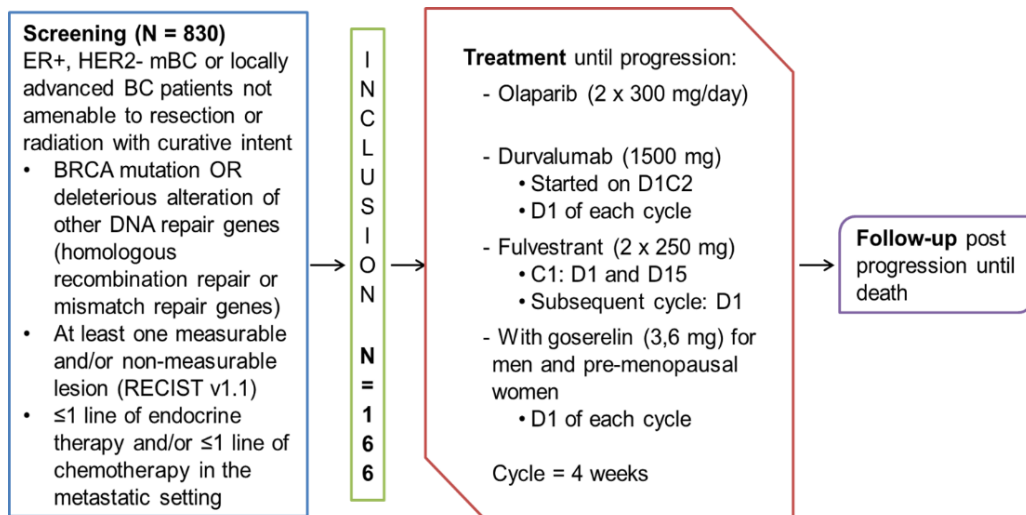 Screening (N = 830)
ER+, HER2- mBC or locally
advanced BC patients not
amenable to resection or
radiation with curative intent
• BRCA mutation OR
deleterious alteration of
other DNA repair genes
(homologous
recombination repair or
mismatch repair genes)
• At least one measurable
and/or non-measurable
lesion (RECIST v1.1)
• ≤1 line of endocrine
therapy and/or ≤1 line of
chemotherapy in the
metastatic setting
I
N
C
L
U
S
I
O
N
N
=
1
6
6
Treatment until progression:
- Olaparib (2 x 300 mg/day)
- Durvalumab (1500 mg)
• Started on D1C2
• D1 of each cycle
- Fulvestrant (2 x 250 mg)
• C1: D1 and D15
• Subsequent cycle: D1
- With goserelin (3,6 mg) for
men and pre-menopausal
women
• D1 of each cycle
Cycle = 4 weeks
Follow-up post
progression until
death